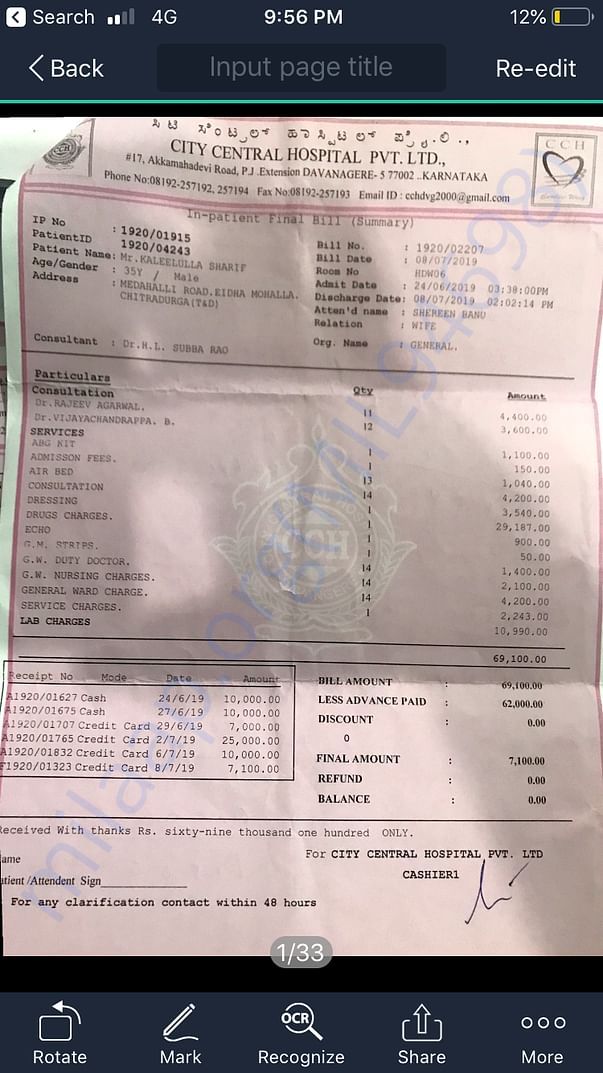 Search 4G 9:56 PM 12%
Back Input page title Re-edit
ಸಿಟಿ ಸೆಂಟ್ರಲ್ ಹಾಸ್ಪಿಟಲ್ ಪ್ರೈ.ಲಿ.,
CITY CENTRAL HOSPITAL PVT. LTD.,
CCH
#17, Akkamahadevi Road, P.J .Extension DAVANAGERE- 5 77002 ..KARNATAKA
Phone No:08192-257192, 257194 Fax No:08192-257193 Email ID : cchdvg2000@gmail.com
In-patient Final Bill (Summary)
IP No : 1920/01915
PatientID 1920/04243
Patient Name: Mr.KALEELULLA SHARIF
Age/Gender : 35Y / Male
Address : MEDAHALLI ROAD.EIDHA MOHALLA.
CHITRADURGA(T&D)
Consultant : Dr.H.L. SUBBA RAO
Bill No. : 1920/02207
Bill Date : 08/07/2019
Room No HDW06
Admit Date : 24/06/2019 03:38:00PM
Discharge Date: 08/07/2019 02:02:14 PM
Atten'd name : SHEREEN BANU
Relation : WIFE
Org. Name : GENERAL.
Particulars Qty Amount
Consultation
Dr.RAJEEV AGARWAL. 11 4,400.00
Dr.VIJAYACHANDRAPPA. B. 12 3,600.00
SERVICES
ABG KIT 1 1,100.00
ADMISSON FEES. 1 150.00
AIR BED 13 1,040.00
CONSULTATION 14 4,200.00
DRESSING 1 3,540.00
DRUGS CHARGES. 1 29,187.00
ECHO 1 900.00
G.M. STRIPS. 1 50.00
G.W. DUTY DOCTOR. 14 1,400.00
G.W. NURSING CHARGES. 14 2,100.00
GENERAL WARD CHARGE. 14 4,200.00
SERVICE CHARGES. 1 2,243.00
LAB CHARGES 10,990.00
69,100.00
Receipt No Mode Date Amount
A1920/01627 Cash 24/6/19 10,000.00
A1920/01675 Cash 27/6/19 10,000.00
A1920/01707 Credit Card 29/6/19 7,000.00
A1920/01765 Credit Card 2/7/19 25,000.00
A1920/01832 Credit Card 6/7/19 10,000.00
F1920/01323 Credit Card 8/7/19 7,100.00
BILL AMOUNT : 69,100.00
LESS ADVANCE PAID : 62,000.00
DISCOUNT : 0.00
0
FINAL AMOUNT : 7,100.00
REFUND : 0.00
BALANCE : 0.00
eceived With thanks Rs. sixty-nine thousand one hundred ONLY.
ame
For CITY CENTRAL HOSPITAL PVT. LTD
atient /Attendent Sign
CASHIER1
For any clarification contact within 48 hours
1/33
Rotate Mark OCR Recognize Share More